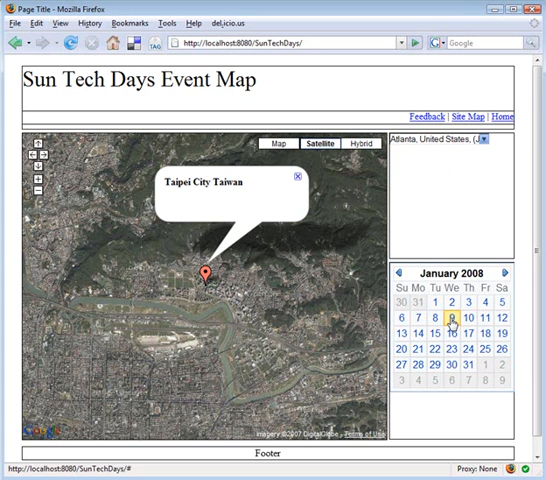 Page Title - Mozilla Firefox
File Edit View History Bookmarks Tools Help del.icio.us
TAG http://localhost:8080/SunTechDays/ G Google
Sun Tech Days Event Map
Feedback | Site Map | Home
Map Satellite Hybrid
Atlanta, United States, (J
Taipei City Taiwan
January 2008
Su Mo Tu We Th Fr Sa
30 31 1 2 3 4 5
6 7 8 9 10 11 12
13 14 15 16 17 18 19
20 21 22 23 24 25 26
27 28 29 30 31 1 2
3 4 5 6 7 8 9
Google
Imagery ©2007 DigitalGlobe - Terms of Use
Footer
http://localhost:8080/SunTechDays/# Proxy: None